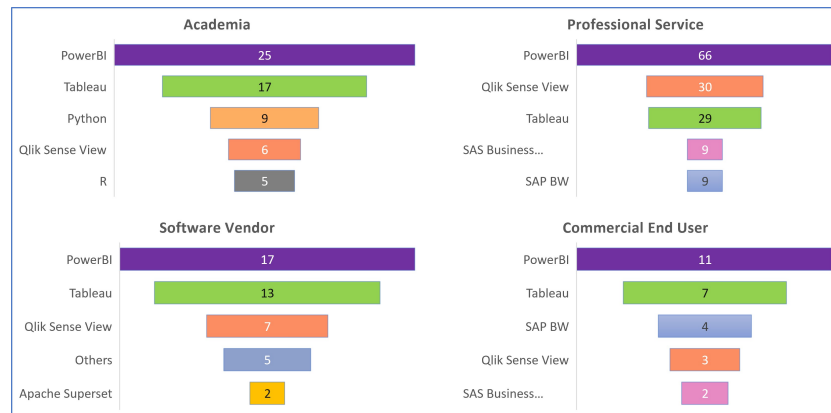 Academia
PowerBI 25
Tableau 17
Python 9
Qlik Sense View 6
R 5
Professional Service
PowerBI 66
Qlik Sense View 30
Tableau 29
SAS Business... 9
SAP BW 9
Software Vendor
PowerBI 17
Tableau 13
Qlik Sense View 7
Others 5
Apache Superset 2
Commercial End User
PowerBI 11
Tableau 7
SAP BW 4
Qlik Sense View 3
SAS Business... 2